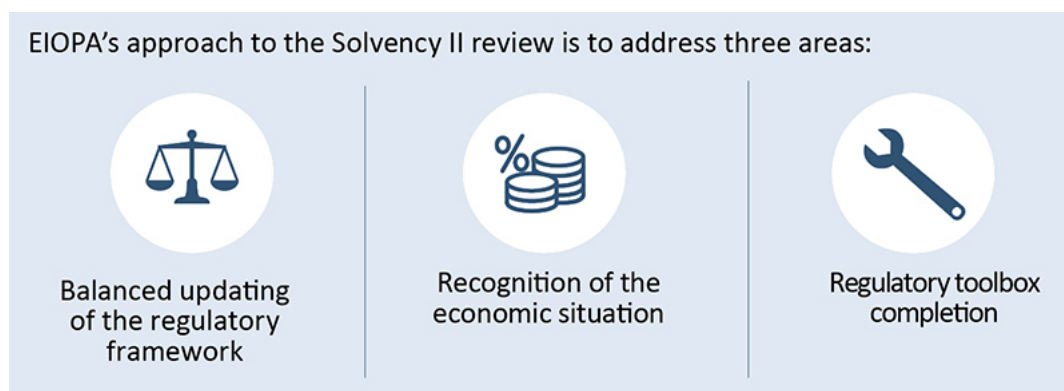 EIOPA's approach to the Solvency II review is to address three areas:
%
Balanced updating
of the regulatory
framework
Recognition of the
economic situation
Regulatory toolbox
completion